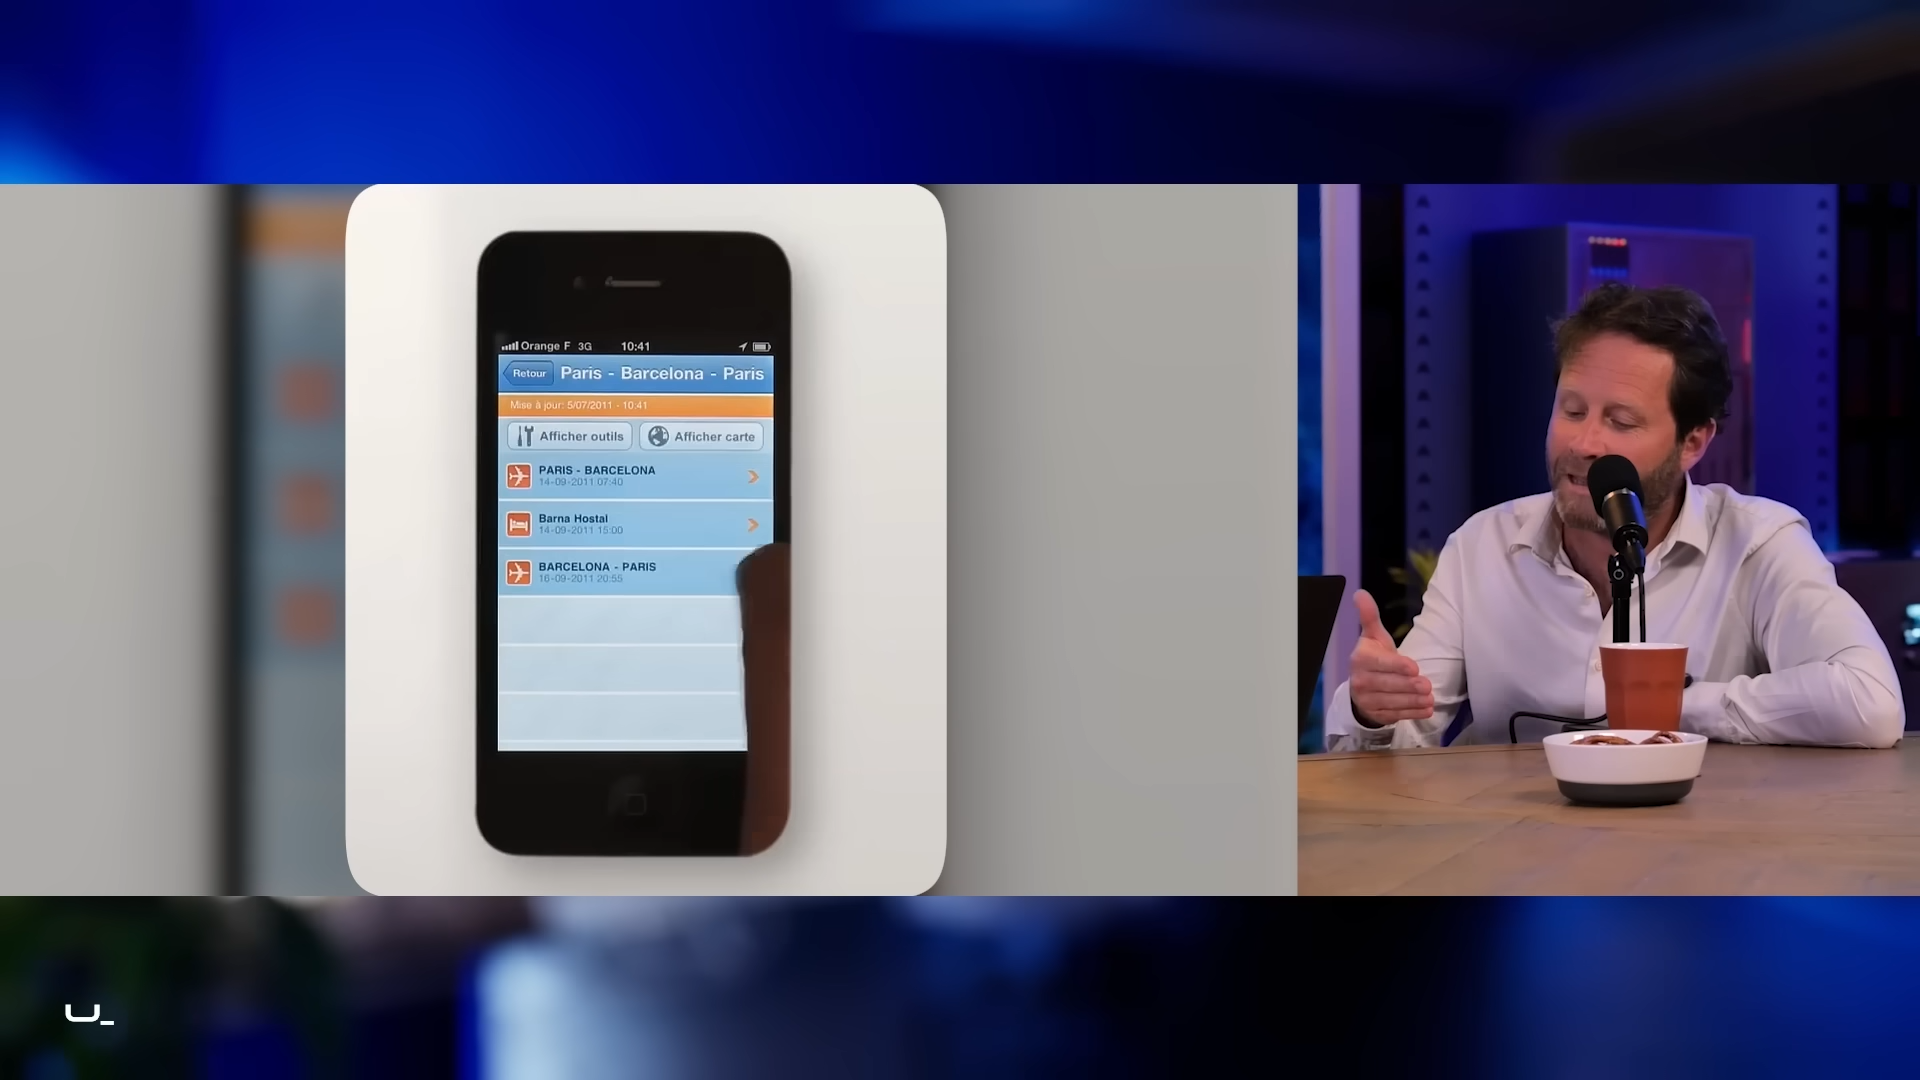 Orange F 3G 10:41
Retour Paris - Barcelona - Paris
Mise à jour: 5/07/2011 - 10:41
Afficher outils Afficher carte
PARIS - BARCELONA
14-09-2011 07:40
Barna Hostal
14-09-2011 15:00
BARCELONA - PARIS
16-09-2011 20:55